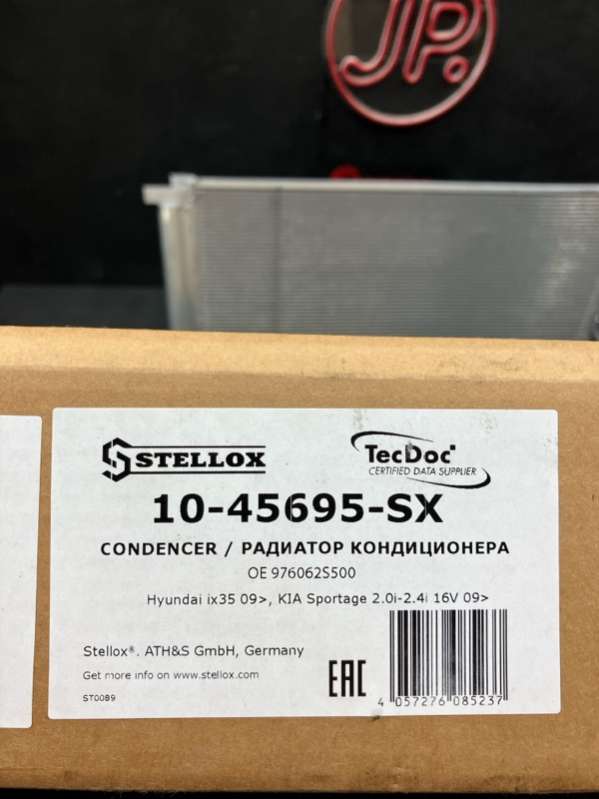 JP.
STELLOX
TecDoc
CERTIFIED DATA SUPPLIER
10-45695-SX
CONDENCER / РАДИАТОР КОНДИЦИОНЕРА
OE 976062S500
Hyundai ix35 09>, KIA Sportage 2.0i-2.4i 16V 09>
Stellox®. ATH&S GmbH, Germany
Get more info on www.stellox.com
ST0089
EAC
4 057276 085237